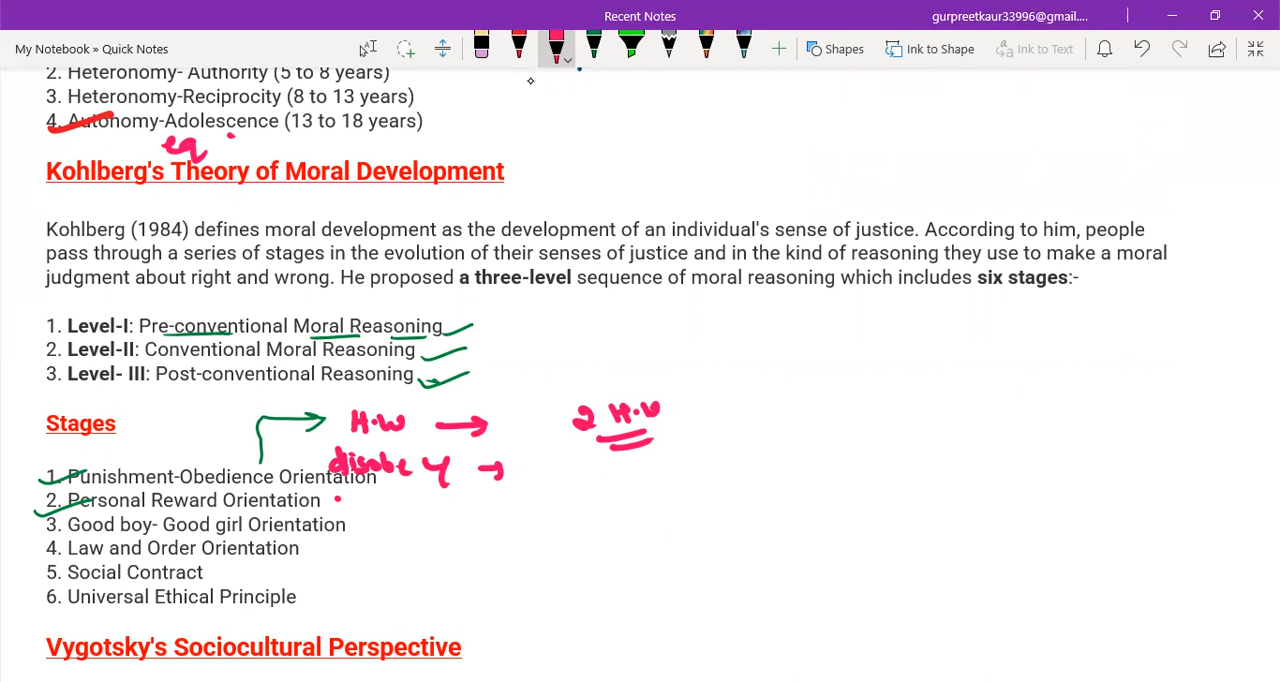 Recent Notes
gurpreetkaur33996@gmail....
My Notebook » Quick Notes
Shapes
Ink to Shape
Ink to Text
2. Heteronomy- Authority (5 to 8 years)
3. Heteronomy-Reciprocity (8 to 13 years)
4. Autonomy-Adolescence (13 to 18 years)
eq
Kohlberg's Theory of Moral Development
Kohlberg (1984) defines moral development as the development of an individual's sense of justice. According to him, people
pass through a series of stages in the evolution of their senses of justice and in the kind of reasoning they use to make a moral
judgment about right and wrong. He proposed a three-level sequence of moral reasoning which includes six stages:-
1. Level-I: Pre-conventional Moral Reasoning
2. Level-II: Conventional Moral Reasoning
3. Level- III: Post-conventional Reasoning
Stages
H.W
2 H.W
disobey
1. Punishment-Obedience Orientation
2. Personal Reward Orientation
3. Good boy- Good girl Orientation
4. Law and Order Orientation
5. Social Contract
6. Universal Ethical Principle
Vygotsky's Sociocultural Perspective